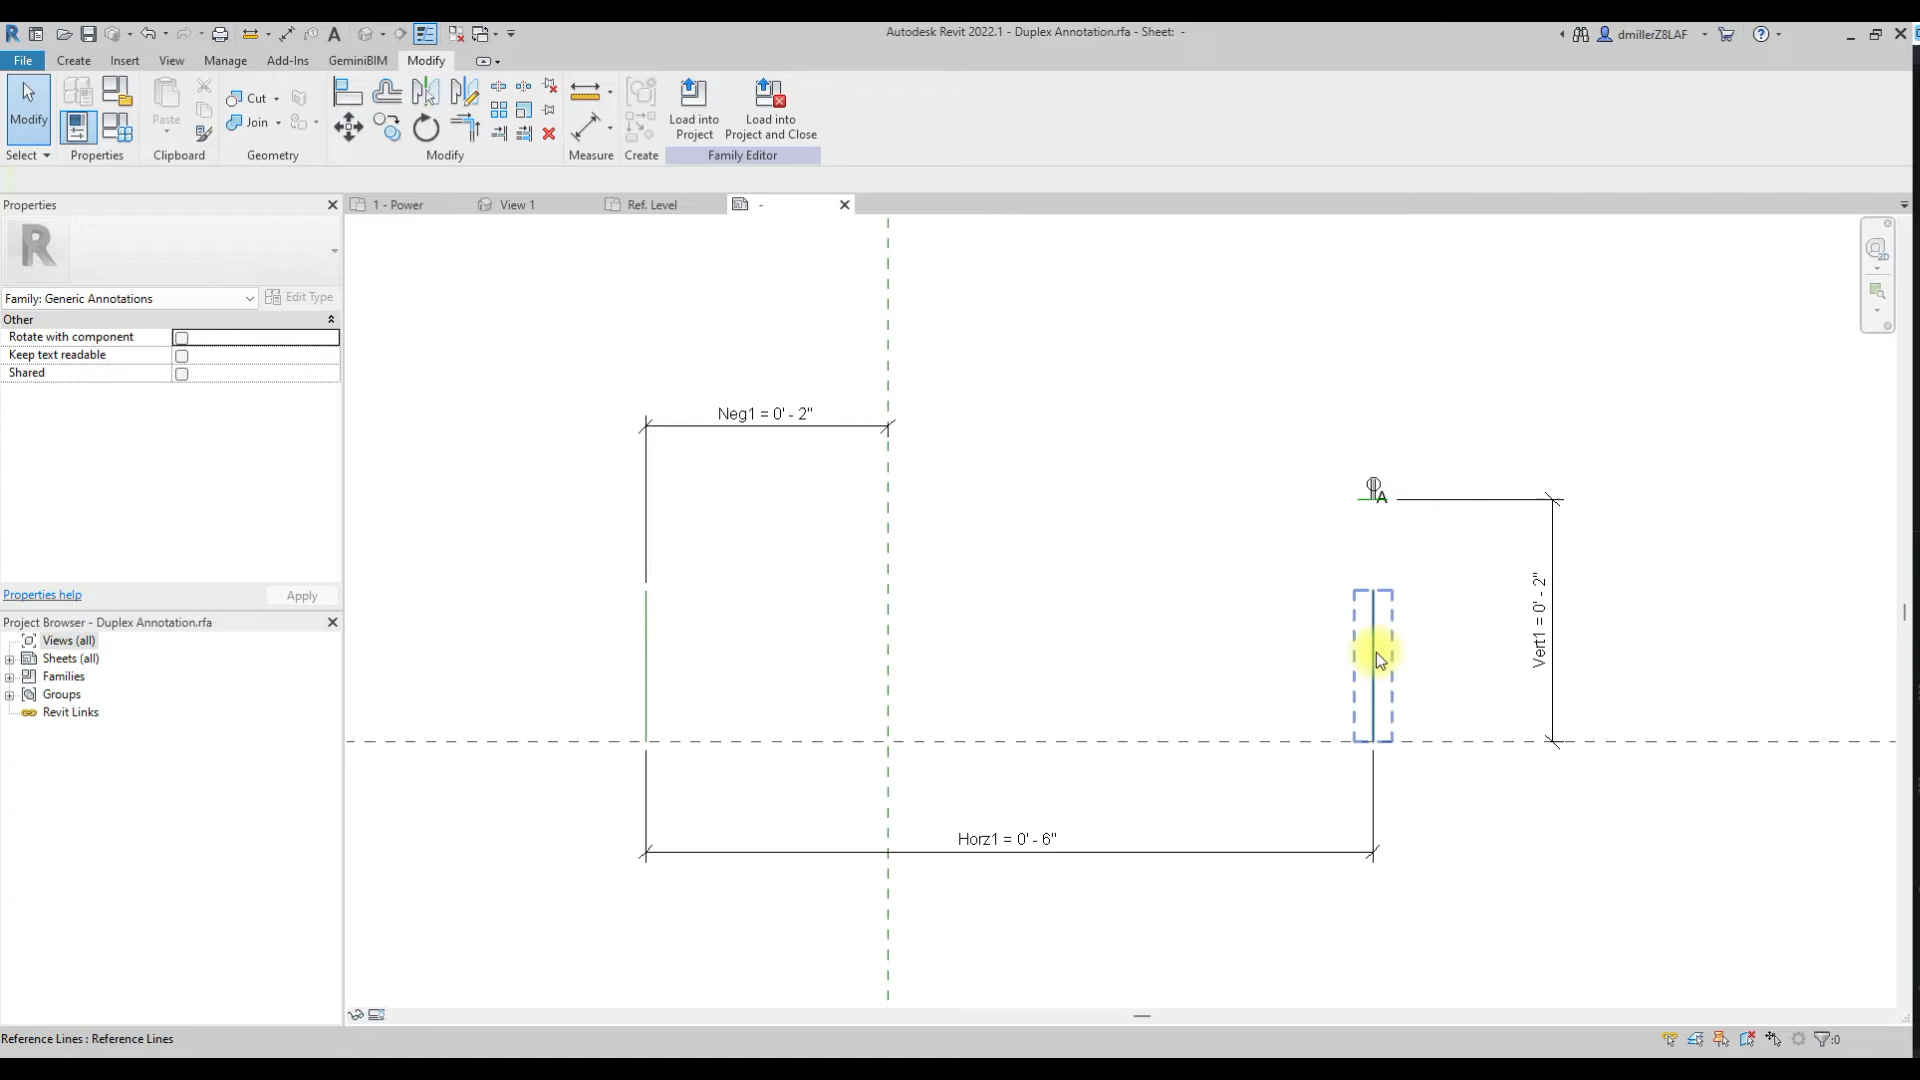 Autodesk Revit 2022.1 - Duplex Annotation.rfa - Sheet: -
dmillerZ8LAF
File Create Insert View Manage Add-Ins GeminiBIM Modify
Modify
Paste
Cut
Join
Load into
Project
Load into
Project and Close
Select Properties Clipboard Geometry Modify Measure Create Family Editor
Properties
1 - Power
View 1
Ref. Level
-
Family: Generic Annotations
Edit Type
Other
Rotate with component
Keep text readable
Shared
Properties help
Apply
Project Browser - Duplex Annotation.rfa
Views (all)
Sheets (all)
Families
Groups
Revit Links
Neg1 = 0' - 2"
A
Vert1 = 0' - 2"
Horz1 = 0' - 6"
2D
Reference Lines : Reference Lines
:0